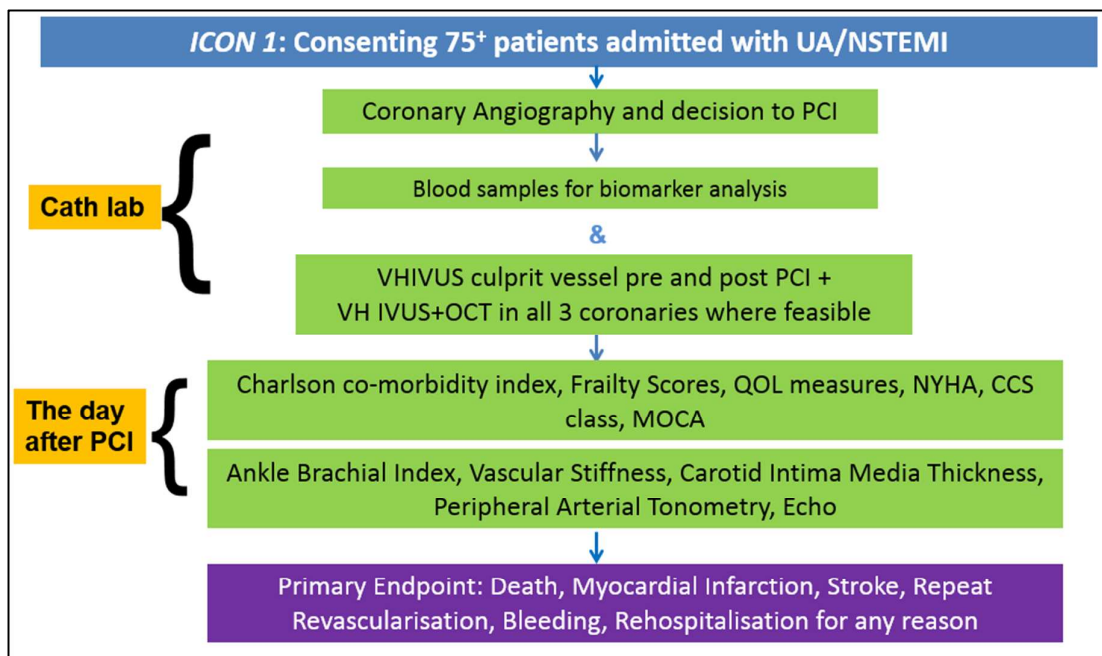 ICON 1: Consenting 75+ patients admitted with UA/NSTEMI
Coronary Angiography and decision to PCI
Cath lab
Blood samples for biomarker analysis
&
VHIVUS culprit vessel pre and post PCI +
VH IVUS+OCT in all 3 coronaries where feasible
The day
after PCI
Charlson co-morbidity index, Frailty Scores, QOL measures, NYHA, CCS
class, MOCA
Ankle Brachial Index, Vascular Stiffness, Carotid Intima Media Thickness,
Peripheral Arterial Tonometry, Echo
Primary Endpoint: Death, Myocardial Infarction, Stroke, Repeat
Revascularisation, Bleeding, Rehospitalisation for any reason